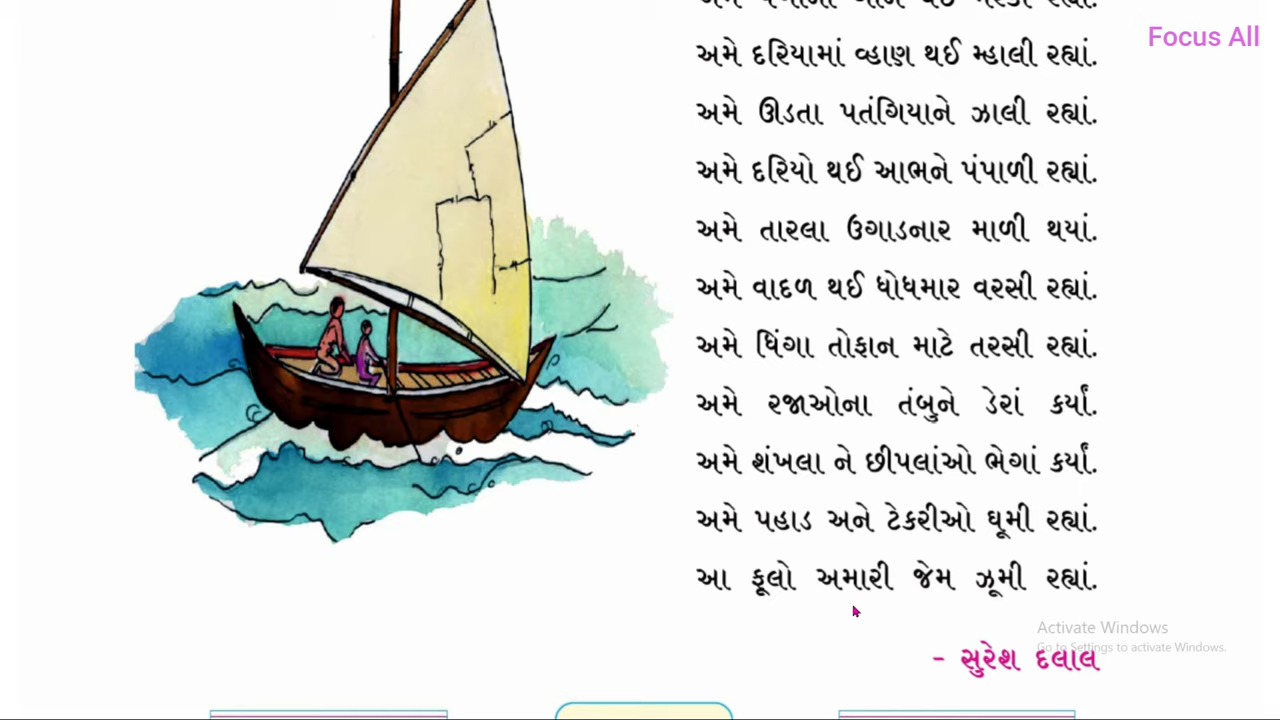 Focus All
અમે દરિયામાં વ્હાણ થઈ મ્હાલી રહ્યાં.
અમે ઊડતા પતંગિયાને ઝાલી રહ્યાં.
અમે દરિયો થઈ આભને પંપાળી રહ્યાં.
અમે તારલા ઉગાડનાર માળી થયાં.
અમે વાદળ થઈ ધોધમાર વરસી રહ્યાં.
અમે ધિંગા તોફાન માટે તરસી રહ્યાં.
અમે રજાઓના તંબુને ડેરાં કર્યાં.
અમે શંખલા ને છીપલાંઓ ભેગાં કર્યાં.
અમે પહાડ અને ટેકરીઓ ઘૂમી રહ્યાં.
આ ફૂલો અમારી જેમ ઝૂમી રહ્યાં.
Activate Windows
Go to Settings to activate Windows.
- સુરેશ દલાલ